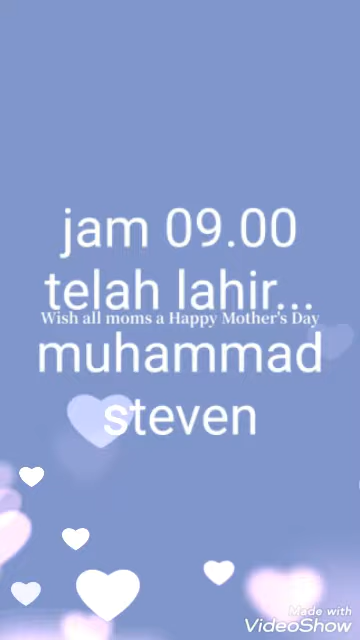 jam 09.00
telah lahir...
Wish all moms a Happy Mother's Day
muhammad
steven
Made with
VideoShow